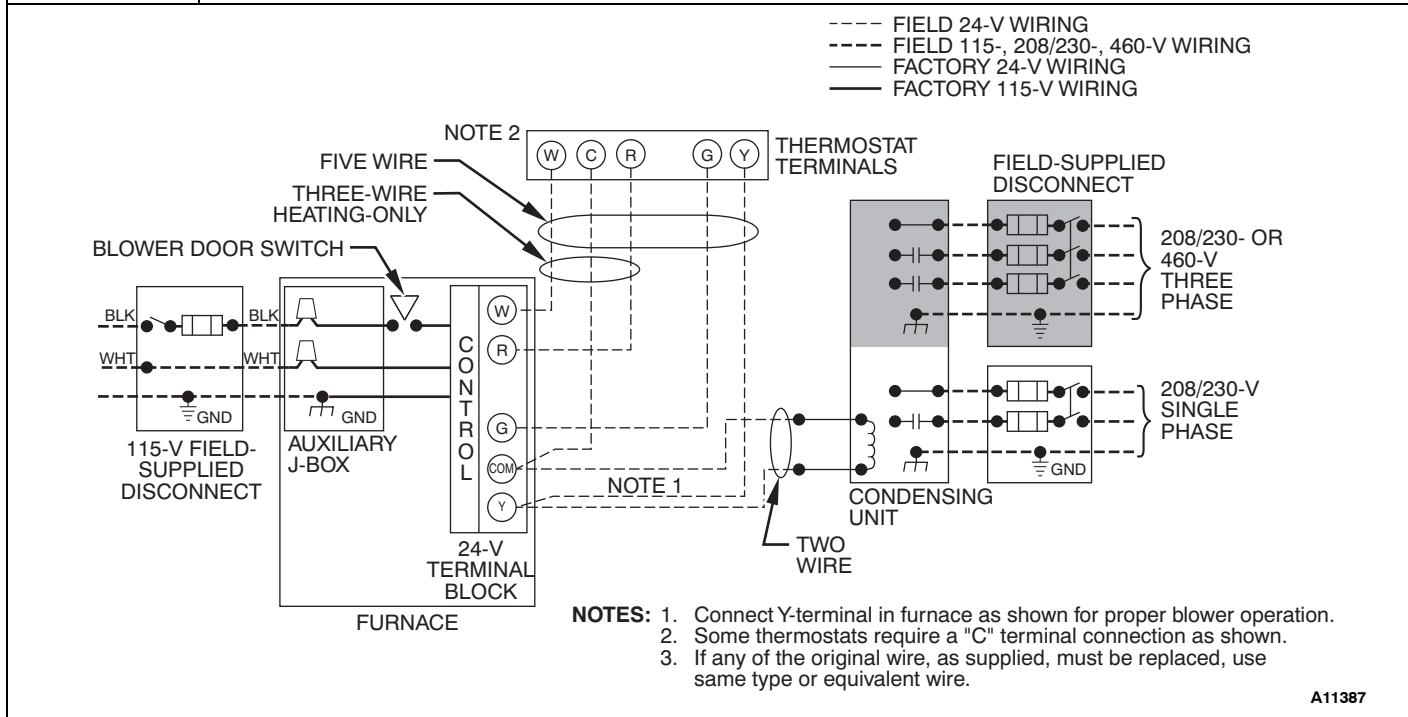 FIELD 24-V WIRING
FIELD 115-, 208/230-, 460-V WIRING
FACTORY 24-V WIRING
FACTORY 115-V WIRING
NOTE 2
W C R G Y
THERMOSTAT
TERMINALS
FIVE WIRE
THREE-WIRE
HEATING-ONLY
BLOWER DOOR SWITCH
FIELD-SUPPLIED
DISCONNECT
208/230- OR
460-V
THREE
PHASE
BLK
BLK
WHT
WHT
GND
GND
115-V FIELD-
SUPPLIED
DISCONNECT
AUXILIARY
J-BOX
CONTROL
W
R
G
COM
Y
NOTE 1
24-V
TERMINAL
BLOCK
FURNACE
TWO
WIRE
CONDENSING
UNIT
GND
208/230-V
SINGLE
PHASE
NOTES: 1. Connect Y-terminal in furnace as shown for proper blower operation.
2. Some thermostats require a "C" terminal connection as shown.
3. If any of the original wire, as supplied, must be replaced, use
same type or equivalent wire.
A11387